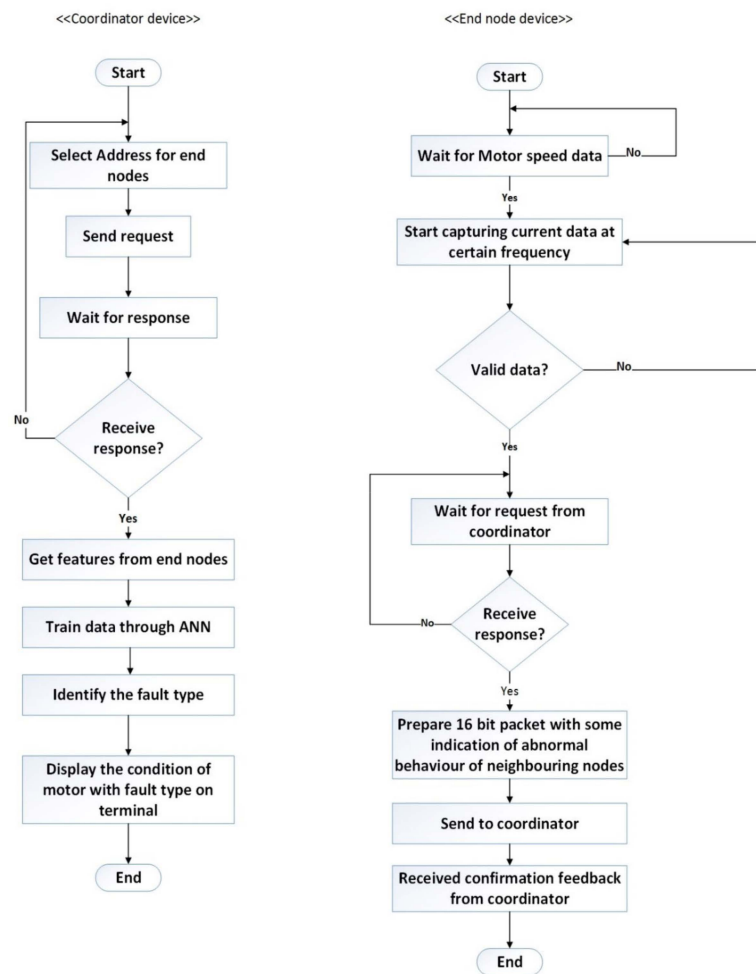 <<Coordinator device>>
Start
Select Address for end
nodes
Send request
Wait for response
Receive
response?
No
Yes
Get features from end nodes
Train data through ANN
Identify the fault type
Display the condition of
motor with fault type on
terminal
End
<<End node device>>
Start
Wait for Motor speed data
No
Yes
Start capturing current data at
certain frequency
Valid data?
No
Yes
Wait for request from
coordinator
Receive
response?
No
Yes
Prepare 16 bit packet with some
indication of abnormal
behaviour of neighbouring nodes
Send to coordinator
Received confirmation feedback
from coordinator
End